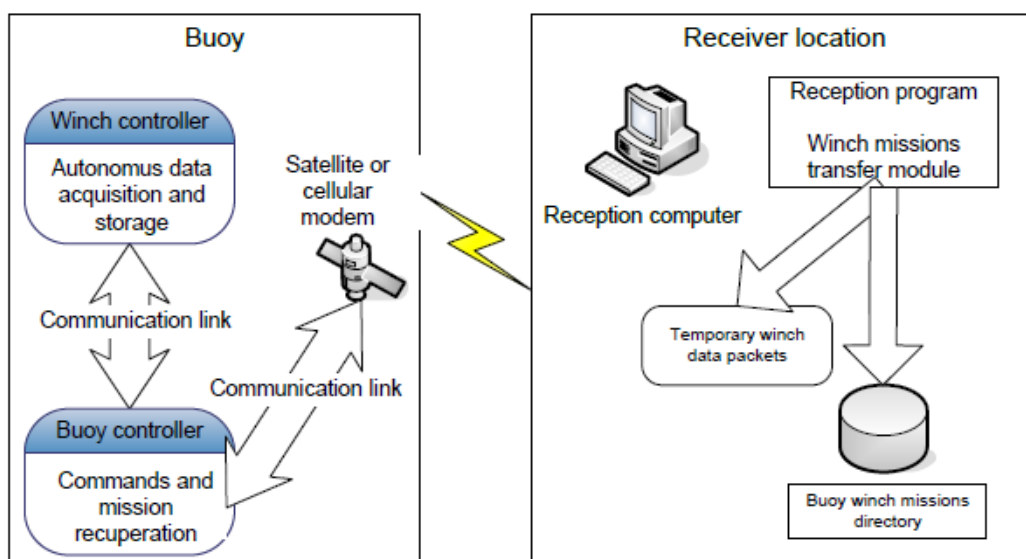 Buoy
Winch controller
Autonomus data
acquisition and
storage
Satellite or
cellular
modem
Communication link
Communication link
Buoy controller
Commands and
mission
recuperation
Receiver location
Reception computer
Reception program
Winch missions
transfer module
Temporary winch
data packets
Buoy winch missions
directory